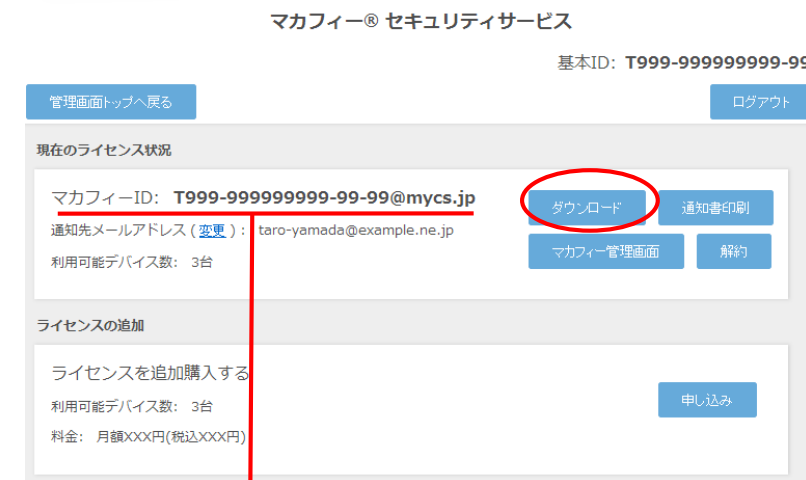 マカフィー® セキュリティサービス
基本ID: T999-999999999-99
管理画面トップへ戻る
ログアウト
現在のライセンス状況
マカフィーID: T999-999999999-99-99@mycs.jp
ダウンロード
通知書印刷
通知先メールアドレス ( 変更 ) : taro-yamada@example.ne.jp
マカフィー管理画面
解約
利用可能デバイス数: 3台
ライセンスの追加
ライセンスを追加購入する
利用可能デバイス数: 3台
申し込み
料金: 月額XXX円(税込XXX円)